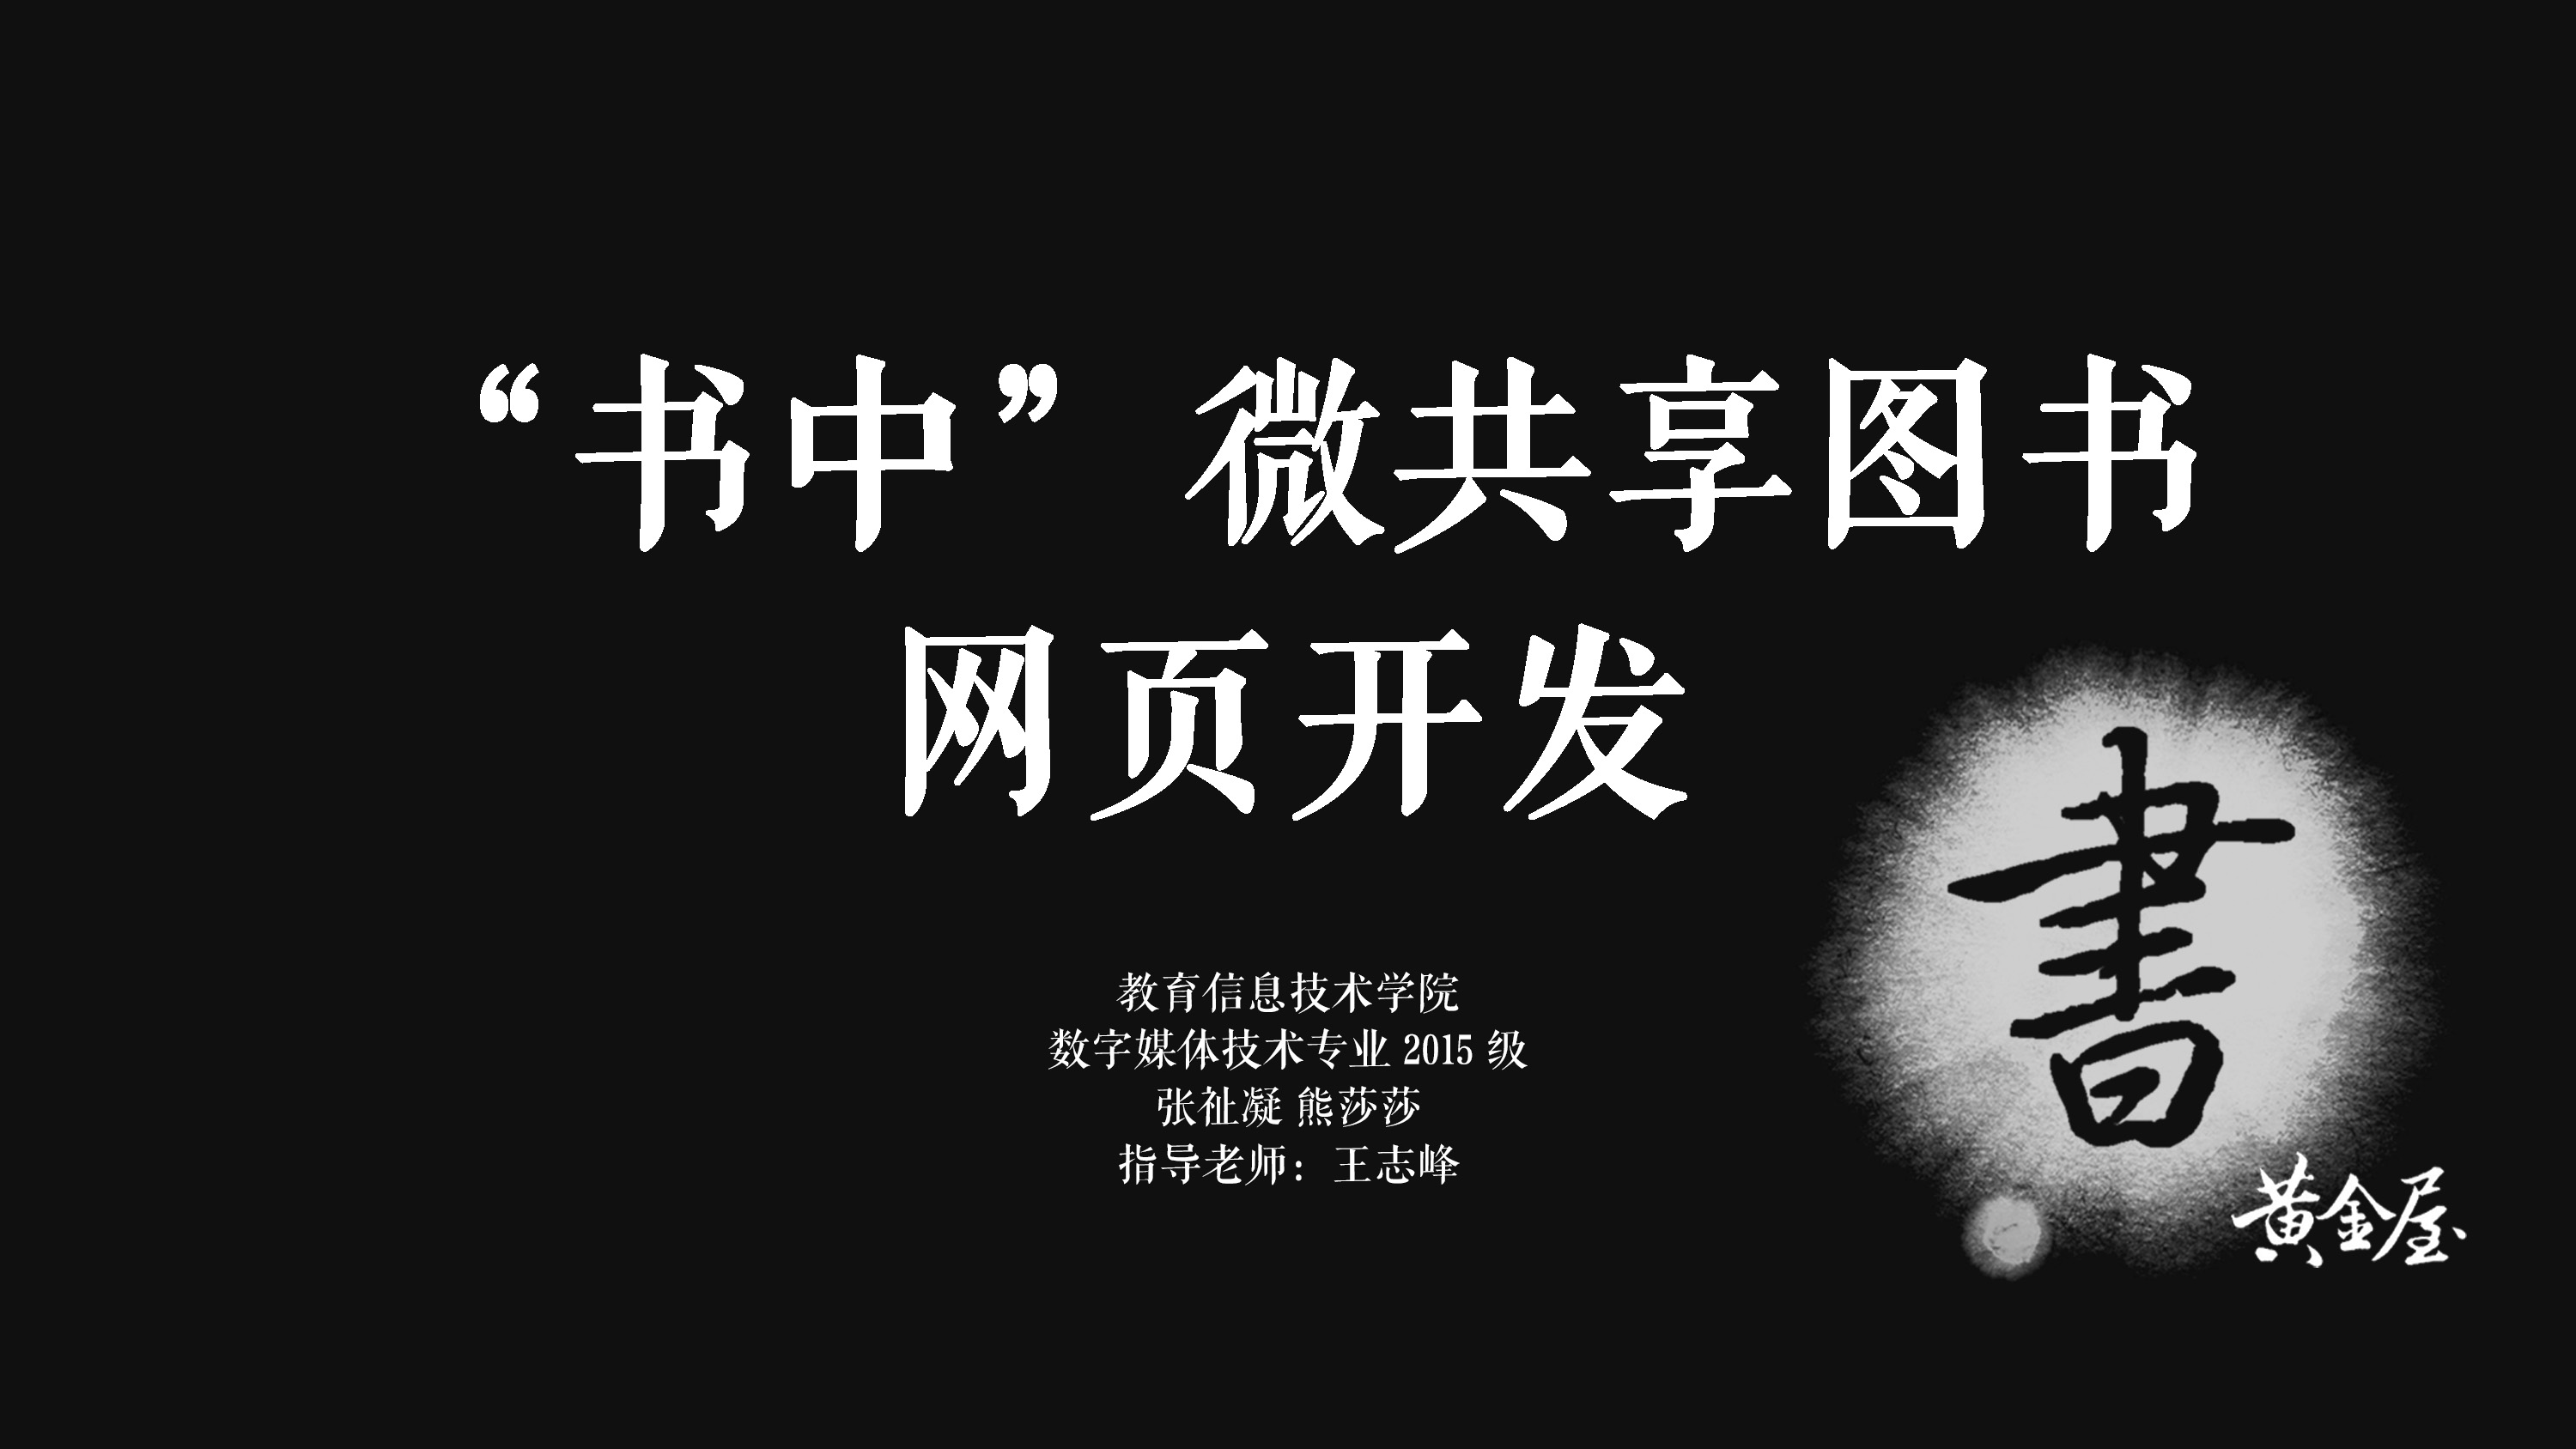 “书中”微共享图书
网页开发
教育信息技术学院
数字媒体技术专业 2015 级
张祉凝 熊莎莎
指导老师：王志峰
書
黄金屋